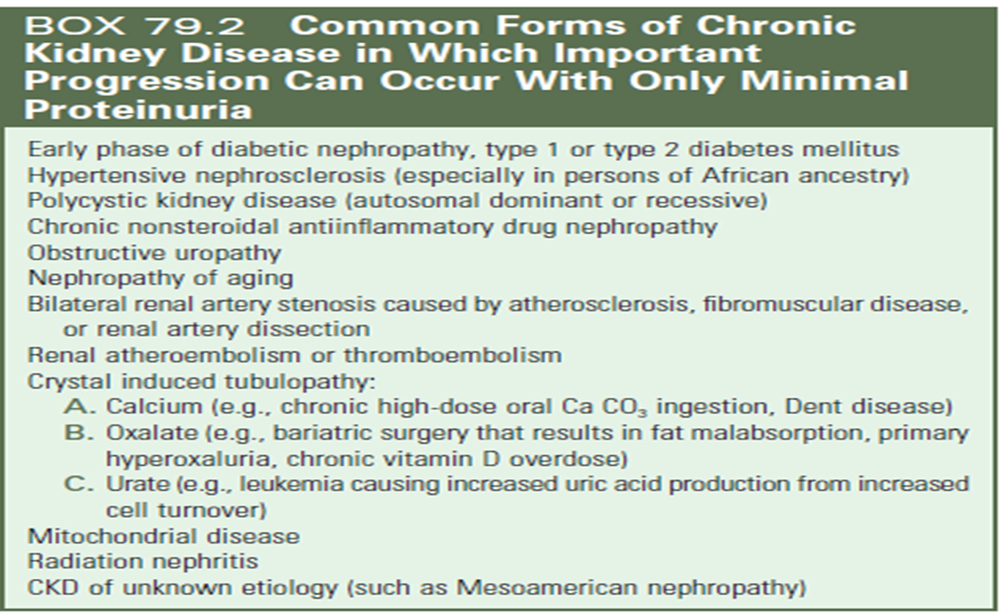 BOX 79.2 Common Forms of Chronic
Kidney Disease in Which Important
Progression Can Occur With Only Minimal
Proteinuria
Early phase of diabetic nephropathy, type 1 or type 2 diabetes mellitus
Hypertensive nephrosclerosis (especially in persons of African ancestry)
Polycystic kidney disease (autosomal dominant or recessive)
Chronic nonsteroidal antiinflammatory drug nephropathy
Obstructive uropathy
Nephropathy of aging
Bilateral renal artery stenosis caused by atherosclerosis, fibromuscular disease,
or renal artery dissection
Renal atheroembolism or thromboembolism
Crystal induced tubulopathy:
A. Calcium (e.g., chronic high-dose oral Ca CO₃ ingestion, Dent disease)
B. Oxalate (e.g., bariatric surgery that results in fat malabsorption, primary
hyperoxaluria, chronic vitamin D overdose)
C. Urate (e.g., leukemia causing increased uric acid production from increased
cell turnover)
Mitochondrial disease
Radiation nephritis
CKD of unknown etiology (such as Mesoamerican nephropathy)